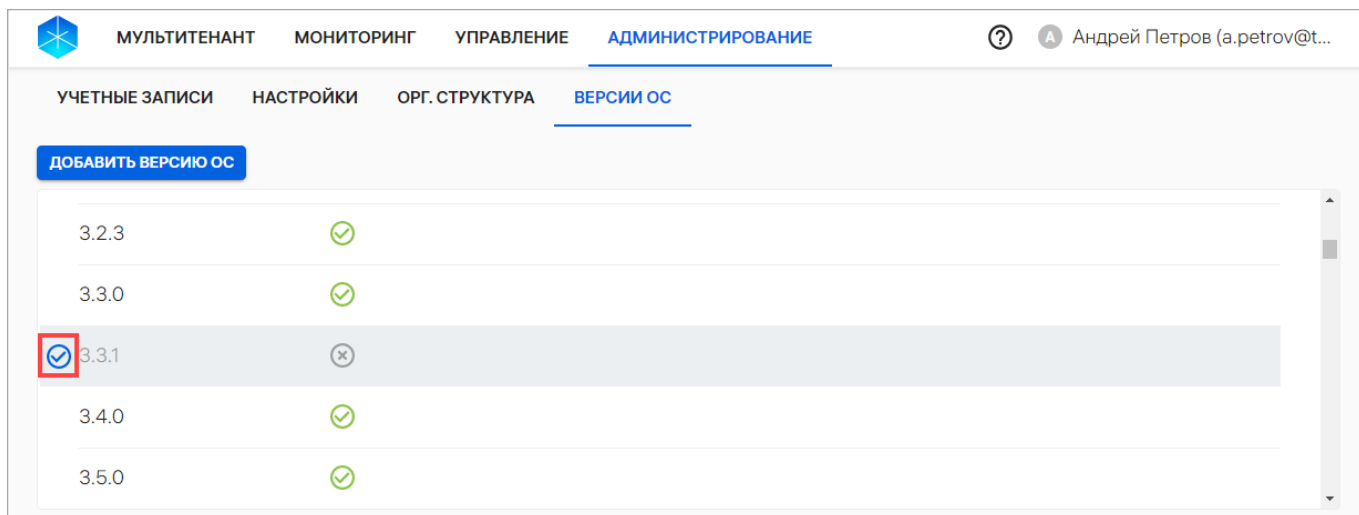 МУЛЬТИТЕНАНТ МОНИТОРИНГ УПРАВЛЕНИЕ АДМИНИСТРИРОВАНИЕ ? А Андрей Петров (a.petrov@t...
УЧЕТНЫЕ ЗАПИСИ НАСТРОЙКИ ОРГ. СТРУКТУРА ВЕРСИИ ОС
ДОБАВИТЬ ВЕРСИЮ ОС
3.2.3
3.3.0
3.3.1
3.4.0
3.5.0